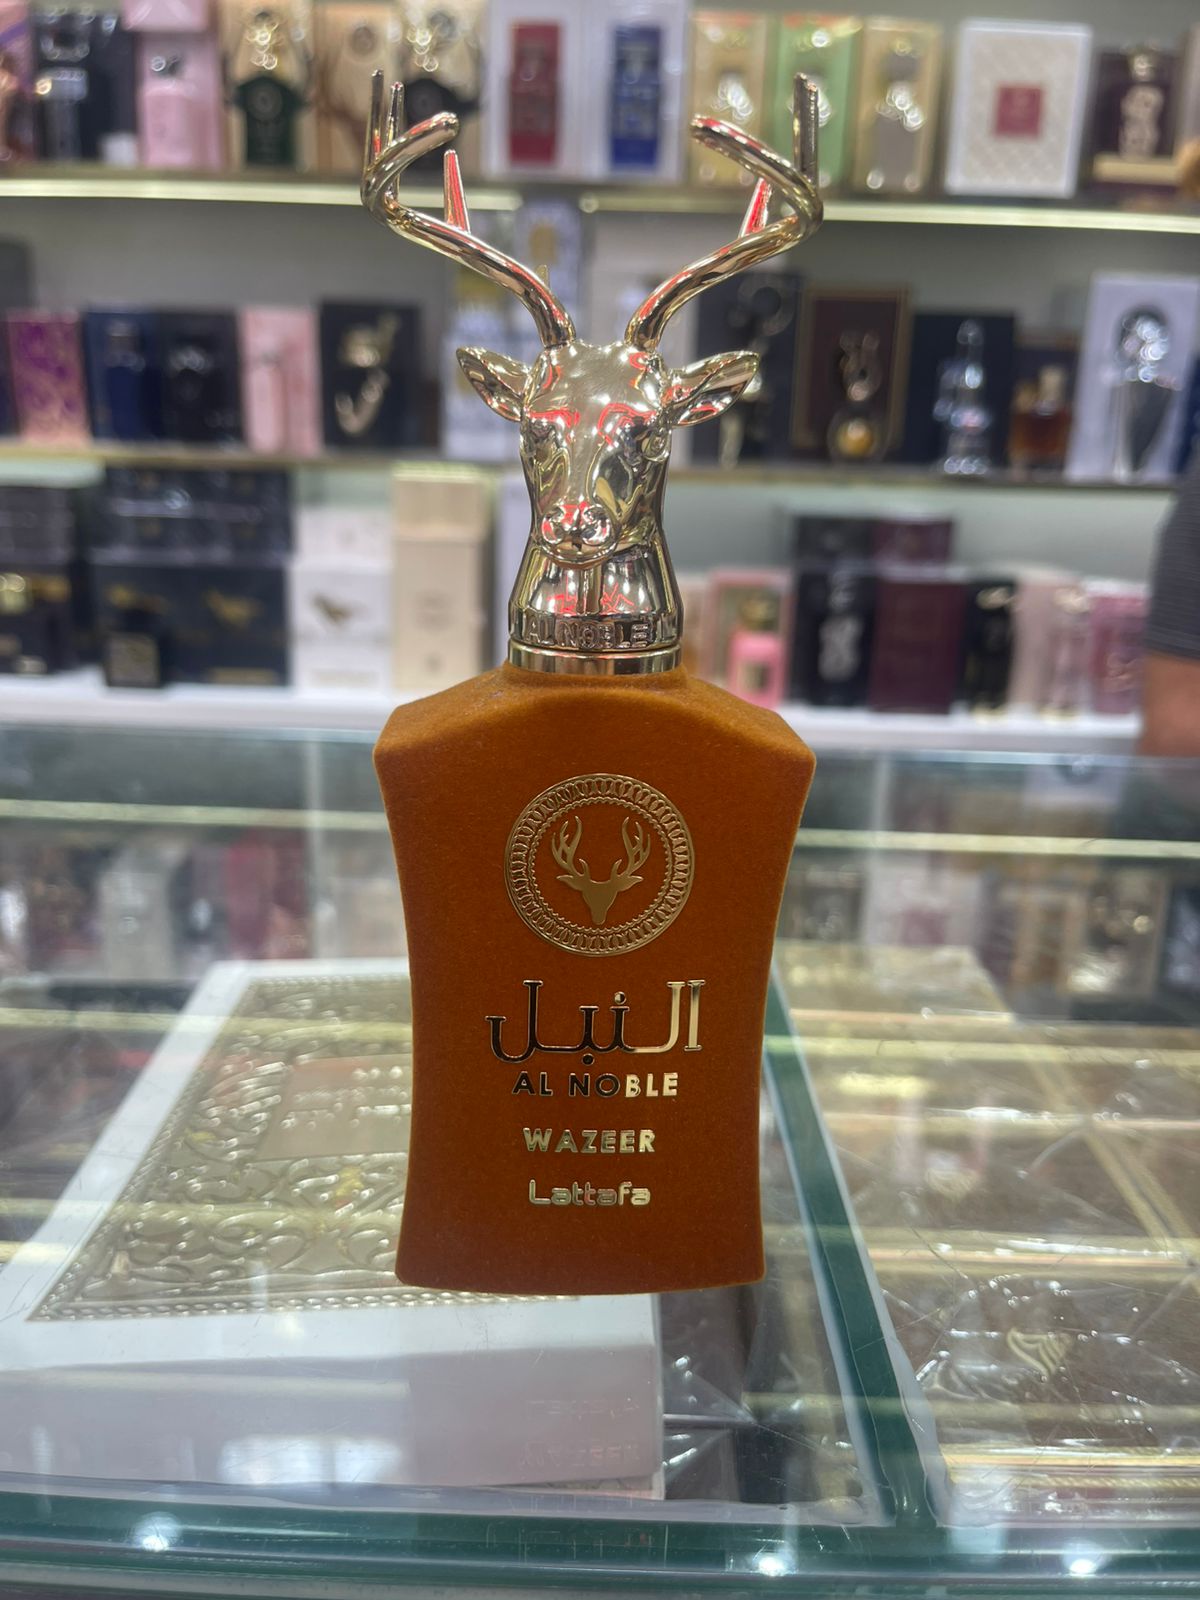 AL NOBLE
النبل
AL NOBLE
WAZEER
Lattafa